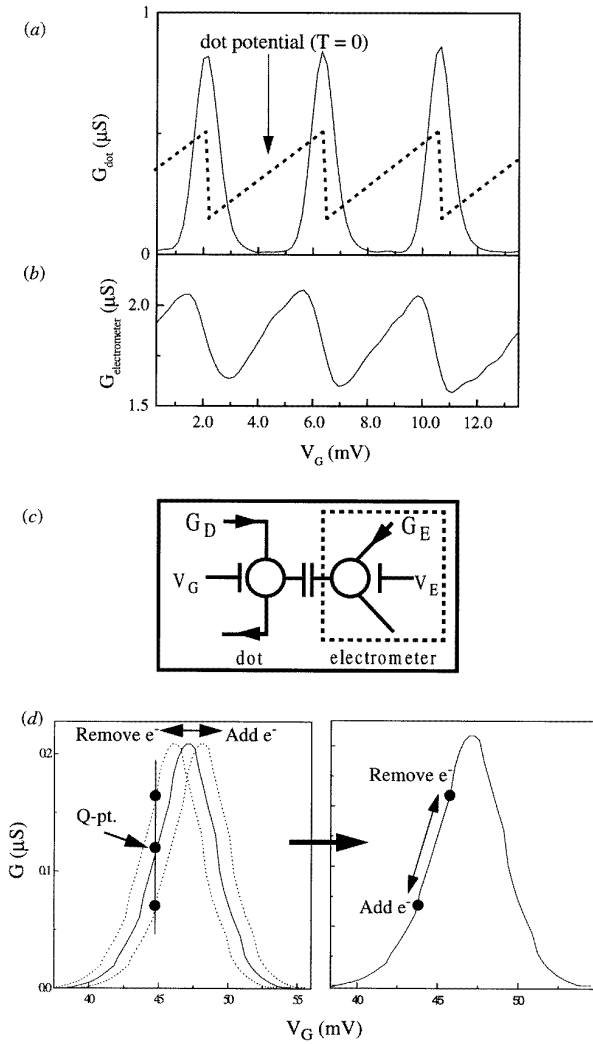 (a)
1
dot potential (T = 0)
G_dot (µS)
0
(b)
2.0
G_electrometer (µS)
1.5
2.0 4.0 6.0 8.0 10.0 12.0
V_G (mV)
(c)
G_D
G_E
V_G
V_E
dot
electrometer
(d)
Remove e⁻
Add e⁻
0.2
Q-pt.
G (µS)
0.1
0.0
40 45 50 55
Remove e⁻
Add e⁻
40 45 50
V_G (mV)